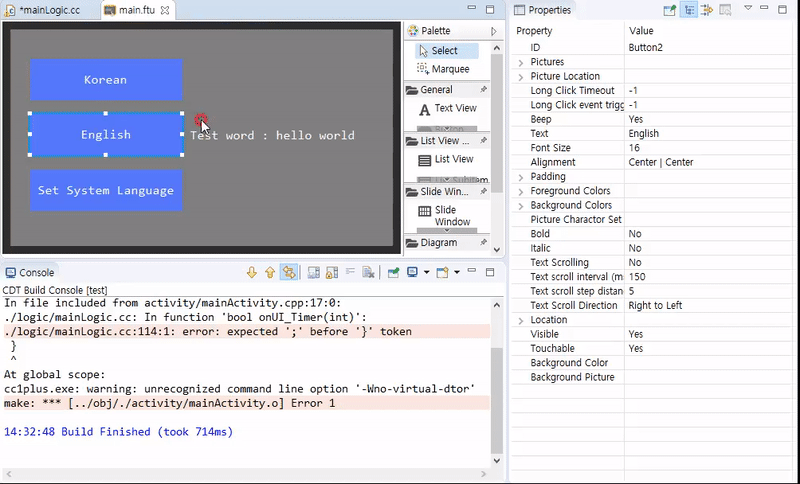 *mainLogic.cc
main.ftu
Korean
English
Test word : hello world
Set System Language
Palette
Select
Marquee
General
Text View
List View ...
List View
Slide Win...
Slide
Window
Diagram
Console
CDT Build Console [test]
In file included from activity/mainActivity.cpp:17:0:
./logic/mainLogic.cc: In function 'bool onUI_Timer(int)':
./logic/mainLogic.cc:114:1: error: expected ';' before '}' token
}
^
At global scope:
cc1plus.exe: warning: unrecognized command line option '-Wno-virtual-dtor'
make: *** [../obj/./activity/mainActivity.o] Error 1
14:32:48 Build Finished (took 714ms)
Properties
Property Value
ID Button2
Pictures
Picture Location
Long Click Timeout -1
Long Click event trigg -1
Beep Yes
Text English
Font Size 16
Alignment Center | Center
Padding
Foreground Colors
Background Colors
Picture Charactor Set
Bold No
Italic No
Text Scrolling No
Text scroll interval (m 150
Text scroll step distan 5
Text Scroll Direction Right to Left
Location
Visible Yes
Touchable Yes
Background Color
Background Picture